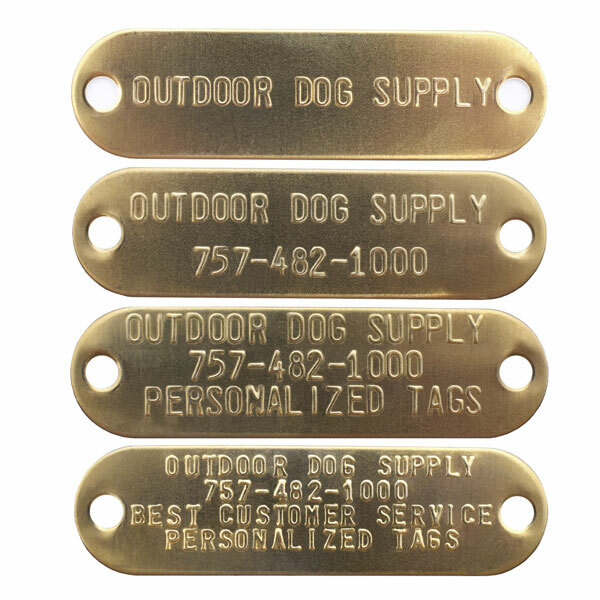 OUTDOOR DOG SUPPLY
OUTDOOR DOG SUPPLY
757-482-1000
OUTDOOR DOG SUPPLY
757-482-1000
PERSONALIZED TAGS
OUTDOOR DOG SUPPLY
757-482-1000
BEST CUSTOMER SERVICE
PERSONALIZED TAGS